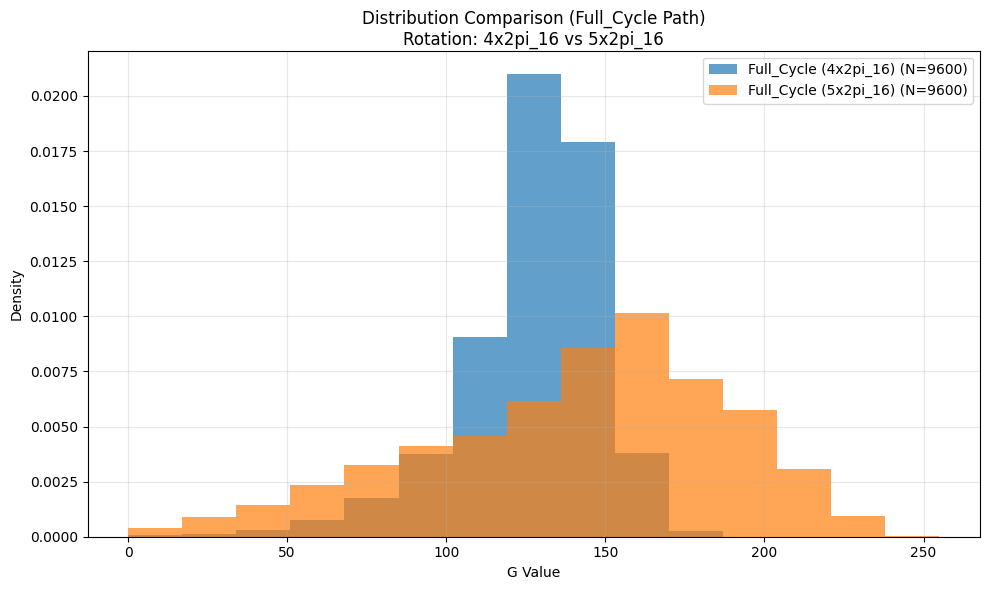 Distribution Comparison (Full_Cycle Path)
Rotation: 4x2pi_16 vs 5x2pi_16
Full_Cycle (4x2pi_16) (N=9600)
Full_Cycle (5x2pi_16) (N=9600)
Density
0.0200
0.0175
0.0150
0.0125
0.0100
0.0075
0.0050
0.0025
0.0000
0 50 100 150 200 250
G Value